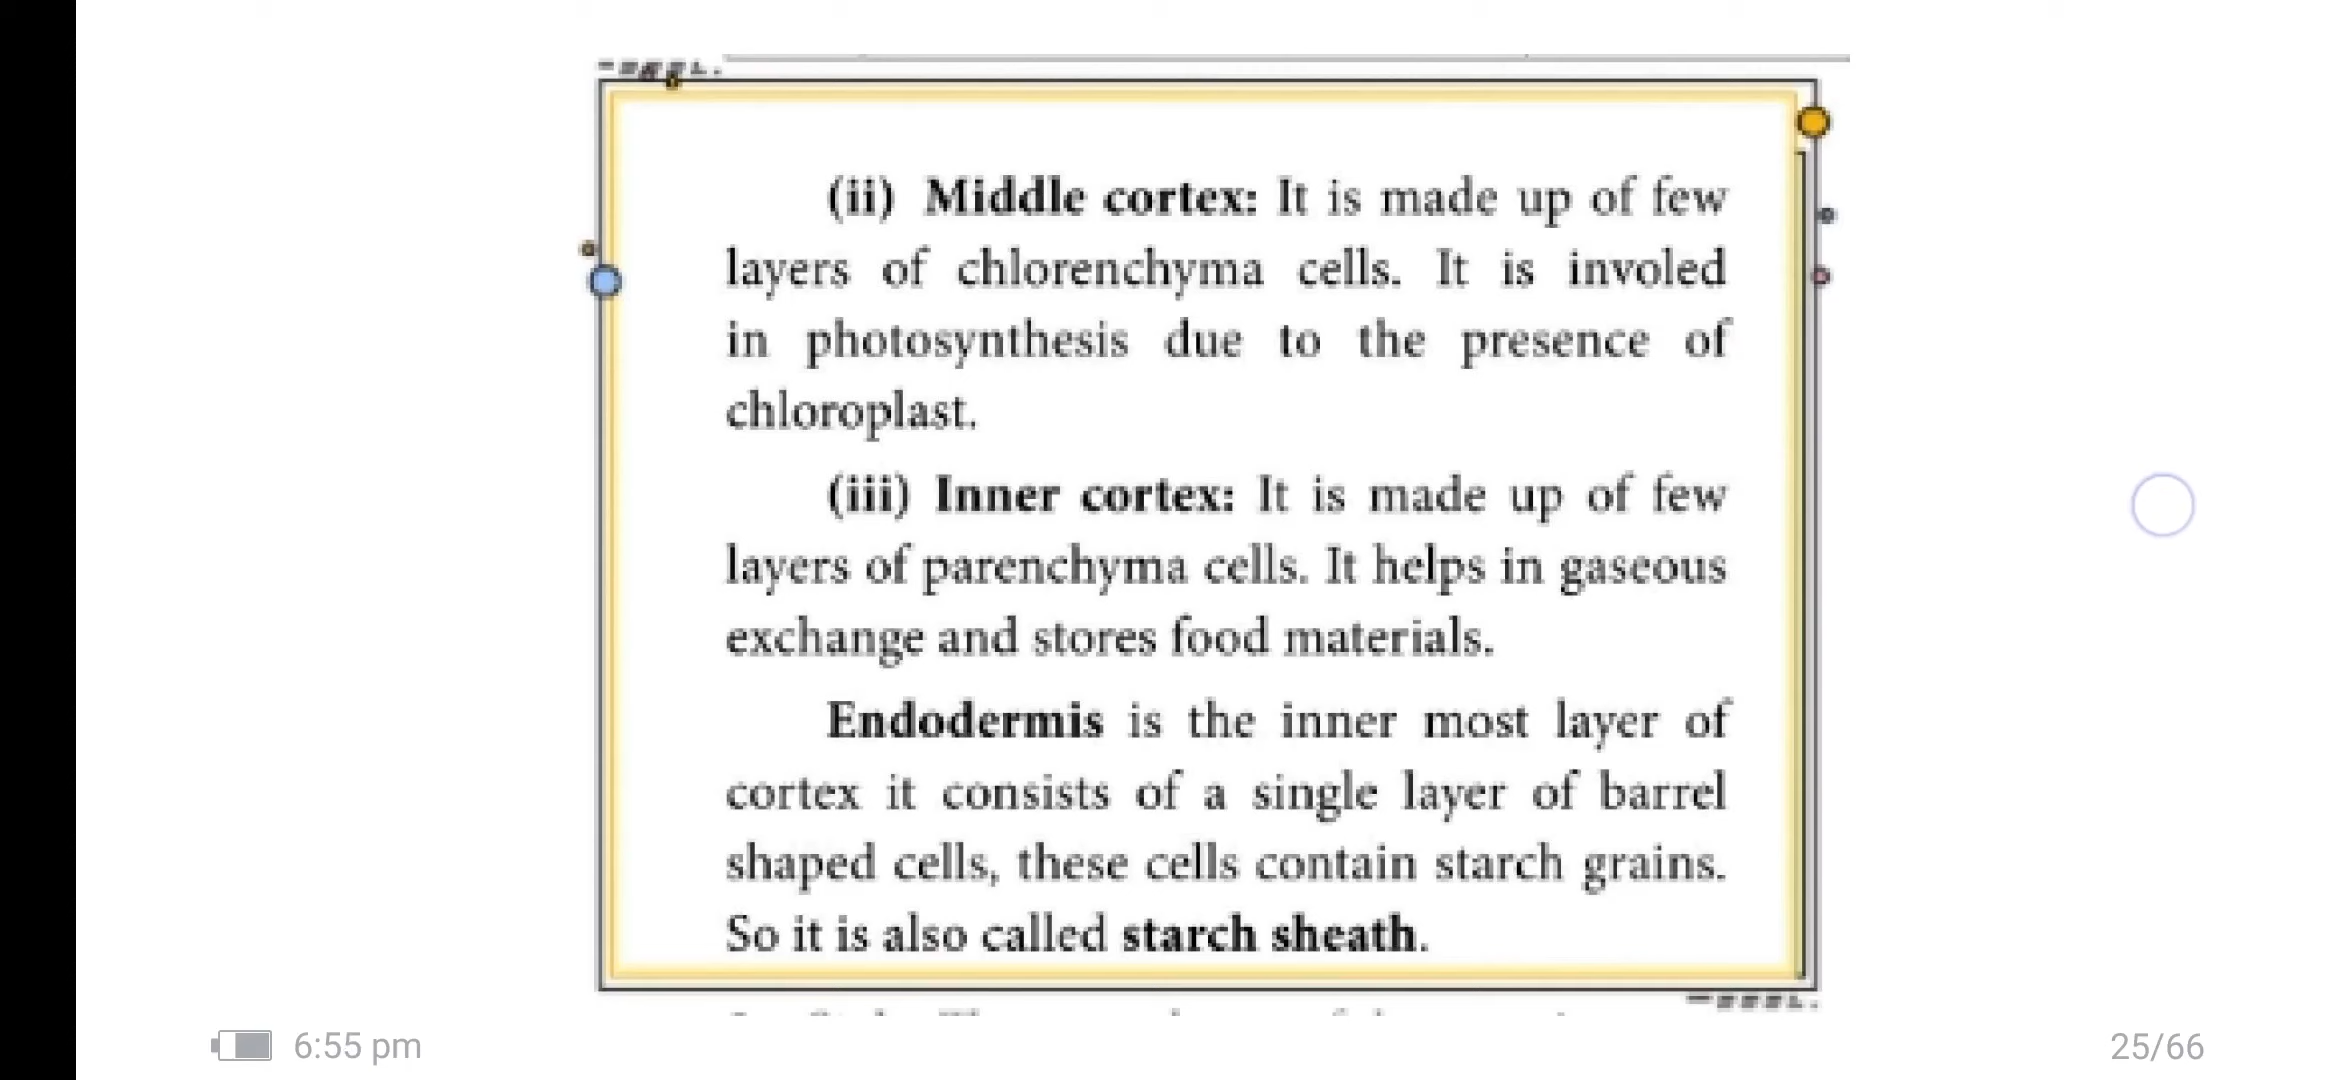 (ii) Middle cortex: It is made up of few
layers of chlorenchyma cells. It is involed
in photosynthesis due to the presence of
chloroplast.
(iii) Inner cortex: It is made up of few
layers of parenchyma cells. It helps in gaseous
exchange and stores food materials.
Endodermis is the inner most layer of
cortex it consists of a single layer of barrel
shaped cells, these cells contain starch grains.
So it is also called starch sheath.
6:55 pm
25/66